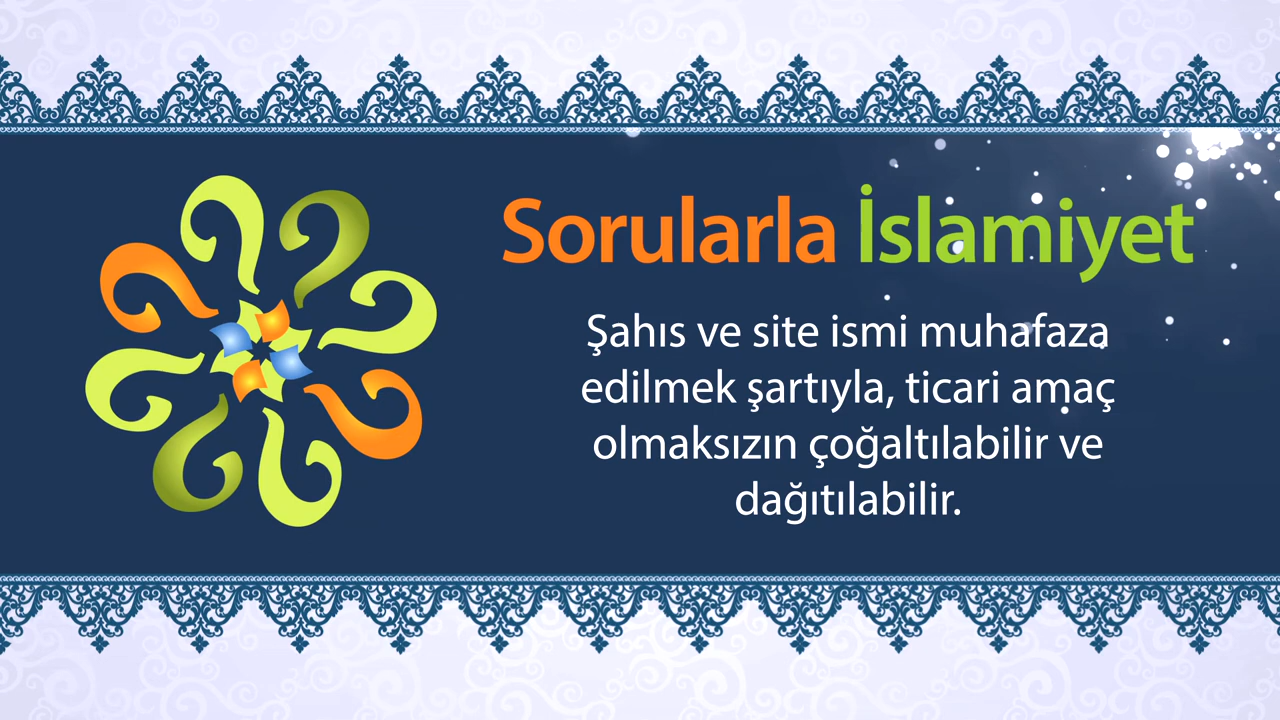 Sorularla İslamiyet
Şahıs ve site ismi muhafaza
edilmek şartıyla, ticari amaç
olmaksızın çoğaltılabilir ve
dağıtılabilir.